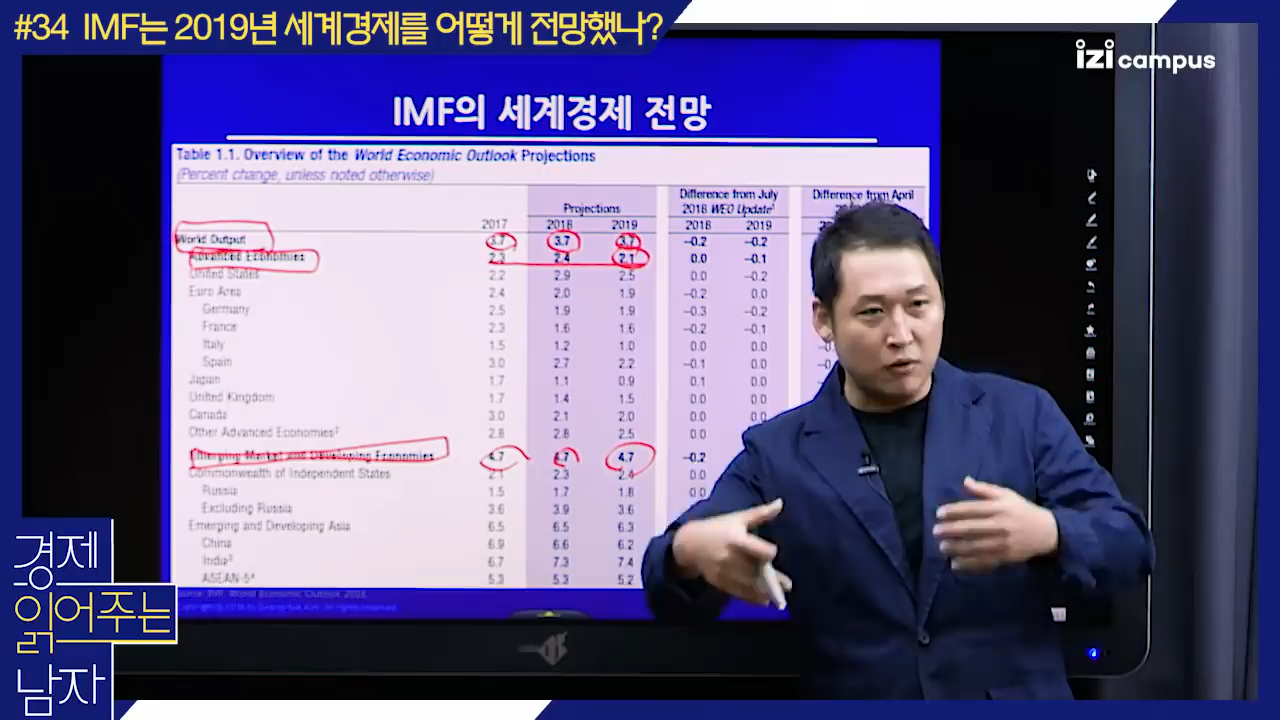 #34 IMF는 2019년 세계경제를 어떻게 전망했나?
izi campus
IMF의 세계경제 전망
Table 1.1. Overview of the World Economic Outlook Projections
(Percent change, unless noted otherwise)
Difference from July
Difference from April
Projections
2018 WEO Update¹
2017 2018 2019 2018 2019
World Output 3.7 3.7 3.7 –0.2 –0.2
Advanced Economies 2.3 2.4 2.1 0.0 –0.1
United States 2.2 2.9 2.5 0.0 –0.2
Euro Area 2.4 2.0 1.9 –0.2 0.0
Germany 2.5 1.9 1.9 –0.3 –0.2
France 2.3 1.6 1.6 –0.2 –0.1
Italy 1.5 1.2 1.0 0.0 0.0
Spain 3.0 2.7 2.2 –0.1 0.0
Japan 1.7 1.1 0.9 0.1 0.0
United Kingdom 1.7 1.4 1.5 0.0 0.0
Canada 3.0 2.1 2.0 0.0 0.0
Other Advanced Economies² 2.8 2.8 2.5 0.0
Emerging Market and Developing Economies 4.7 4.7 4.7 –0.2
Commonwealth of Independent States 2.1 2.3 2.4 0.0
Russia 1.5 1.7 1.8 0.0
Excluding Russia 3.6 3.9 3.6
Emerging and Developing Asia 6.5 6.5 6.3
China 6.9 6.6 6.2
India³ 6.7 7.3 7.4
ASEAN-5⁴ 5.3 5.3 5.2
경제
읽어주는
남자